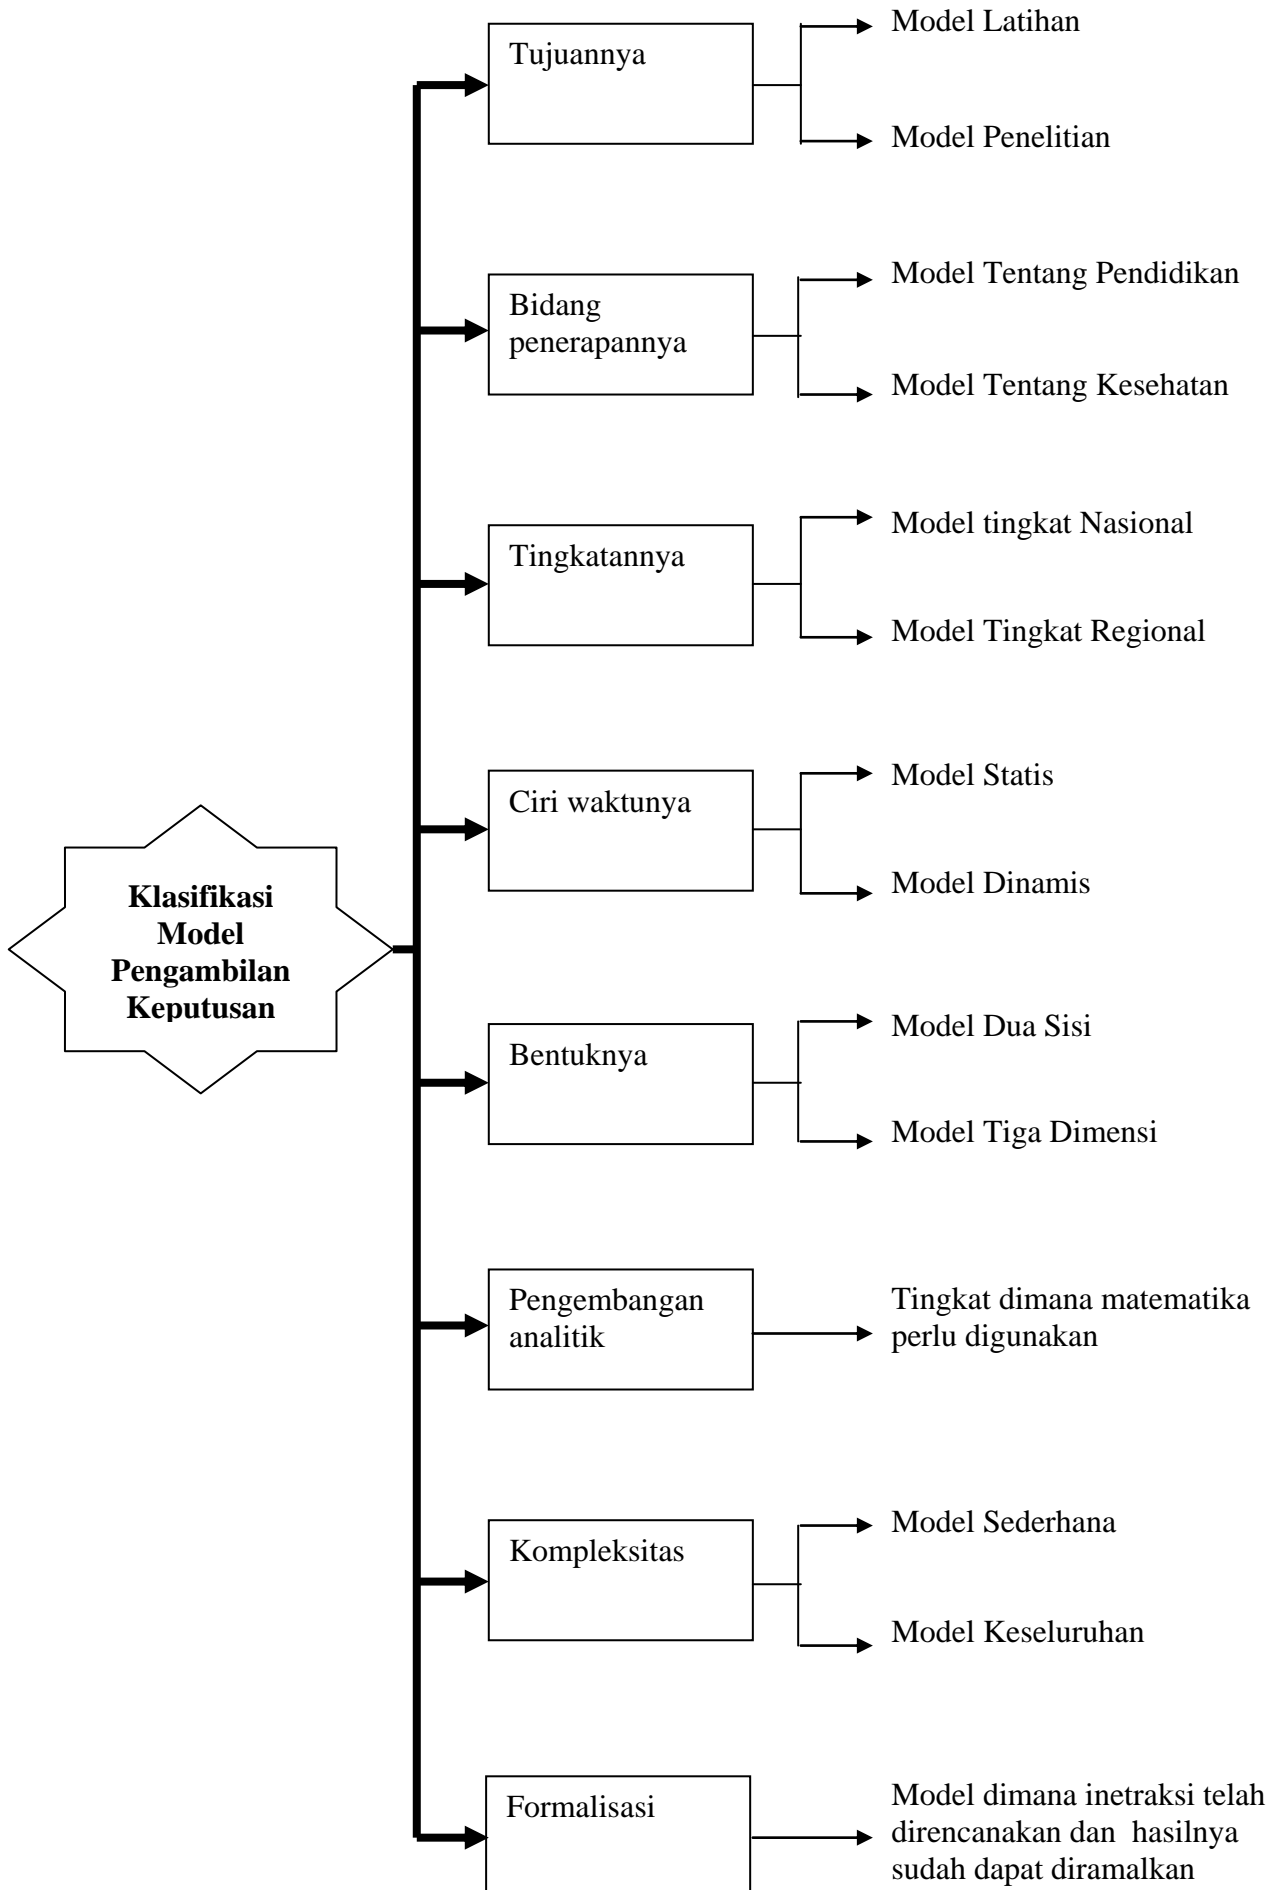 Klasifikasi
Model
Pengambilan
Keputusan
Tujuannya
Model Latihan
Model Penelitian
Bidang
penerapannya
Model Tentang Pendidikan
Model Tentang Kesehatan
Tingkatannya
Model tingkat Nasional
Model Tingkat Regional
Ciri waktunya
Model Statis
Model Dinamis
Bentuknya
Model Dua Sisi
Model Tiga Dimensi
Pengembangan
analitik
Tingkat dimana matematika
perlu digunakan
Kompleksitas
Model Sederhana
Model Keseluruhan
Formalisasi
Model dimana inetraksi telah
direncanakan dan hasilnya
sudah dapat diramalkan